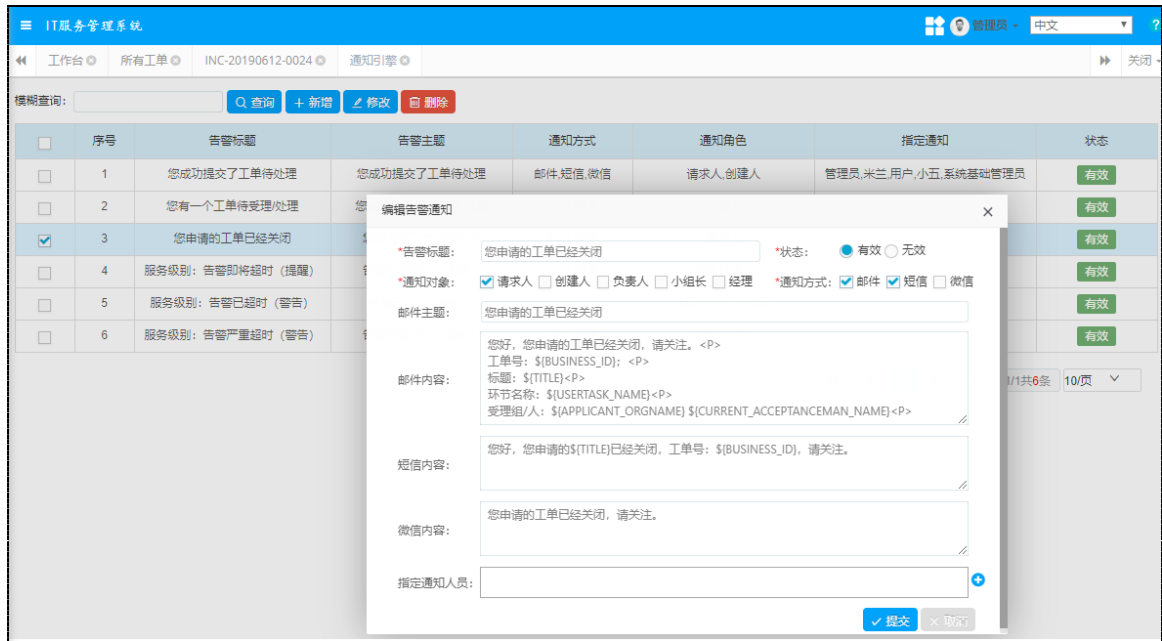 IT服务管理系统 管理员 中文 ?
工作台 所有工单 INC-20190612-0024 通知引擎 关闭
模糊查询: 查询 新增 修改 删除
序号 告警标题 告警主题 通知方式 通知角色 指定通知 状态
1 您成功提交了工单待处理 您成功提交了工单待处理 邮件,短信,微信 请求人,创建人 管理员,米兰,用户,小五,系统基础管理员 有效
2 您有一个工单待受理/处理 您 有效
3 您申请的工单已经关闭 有效
4 服务级别：告警即将超时（提醒） 有效
5 服务级别：告警已超时（警告） 有效
6 服务级别：告警严重超时（警告） 有效
/1共6条 10/页
编辑告警通知
*告警标题: 您申请的工单已经关闭 *状态: 有效 无效
*通知对象: 请求人 创建人 负责人 小组长 经理 *通知方式: 邮件 短信 微信
邮件主题: 您申请的工单已经关闭
邮件内容:
您好，您申请的工单已经关闭，请关注。<P>
工单号：${BUSINESS_ID}；<P>
标题：${TITLE}<P>
环节名称：${USERTASK_NAME}<P>
受理组/人：${APPLICANT_ORGNAME} ${CURRENT_ACCEPTANCEMAN_NAME}<P>
短信内容:
您好，您申请的${TITLE}已经关闭，工单号：${BUSINESS_ID}，请关注。
微信内容:
您申请的工单已经关闭，请关注。
指定通知人员:
提交 取消